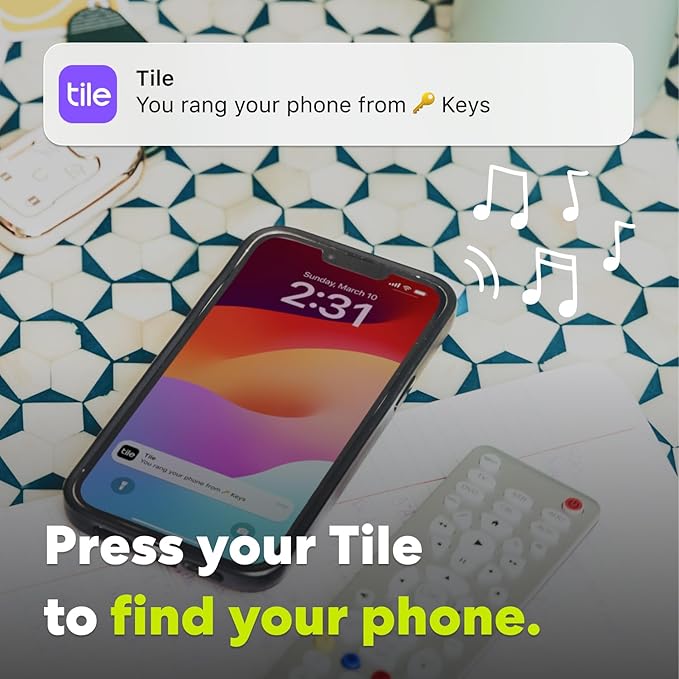 tile
Tile
You rang your phone from 🔑 Keys
Sunday, March 10
2:31
tile
Tile
You rang your phone from 🔑 Keys
Press your Tile
to find your phone.